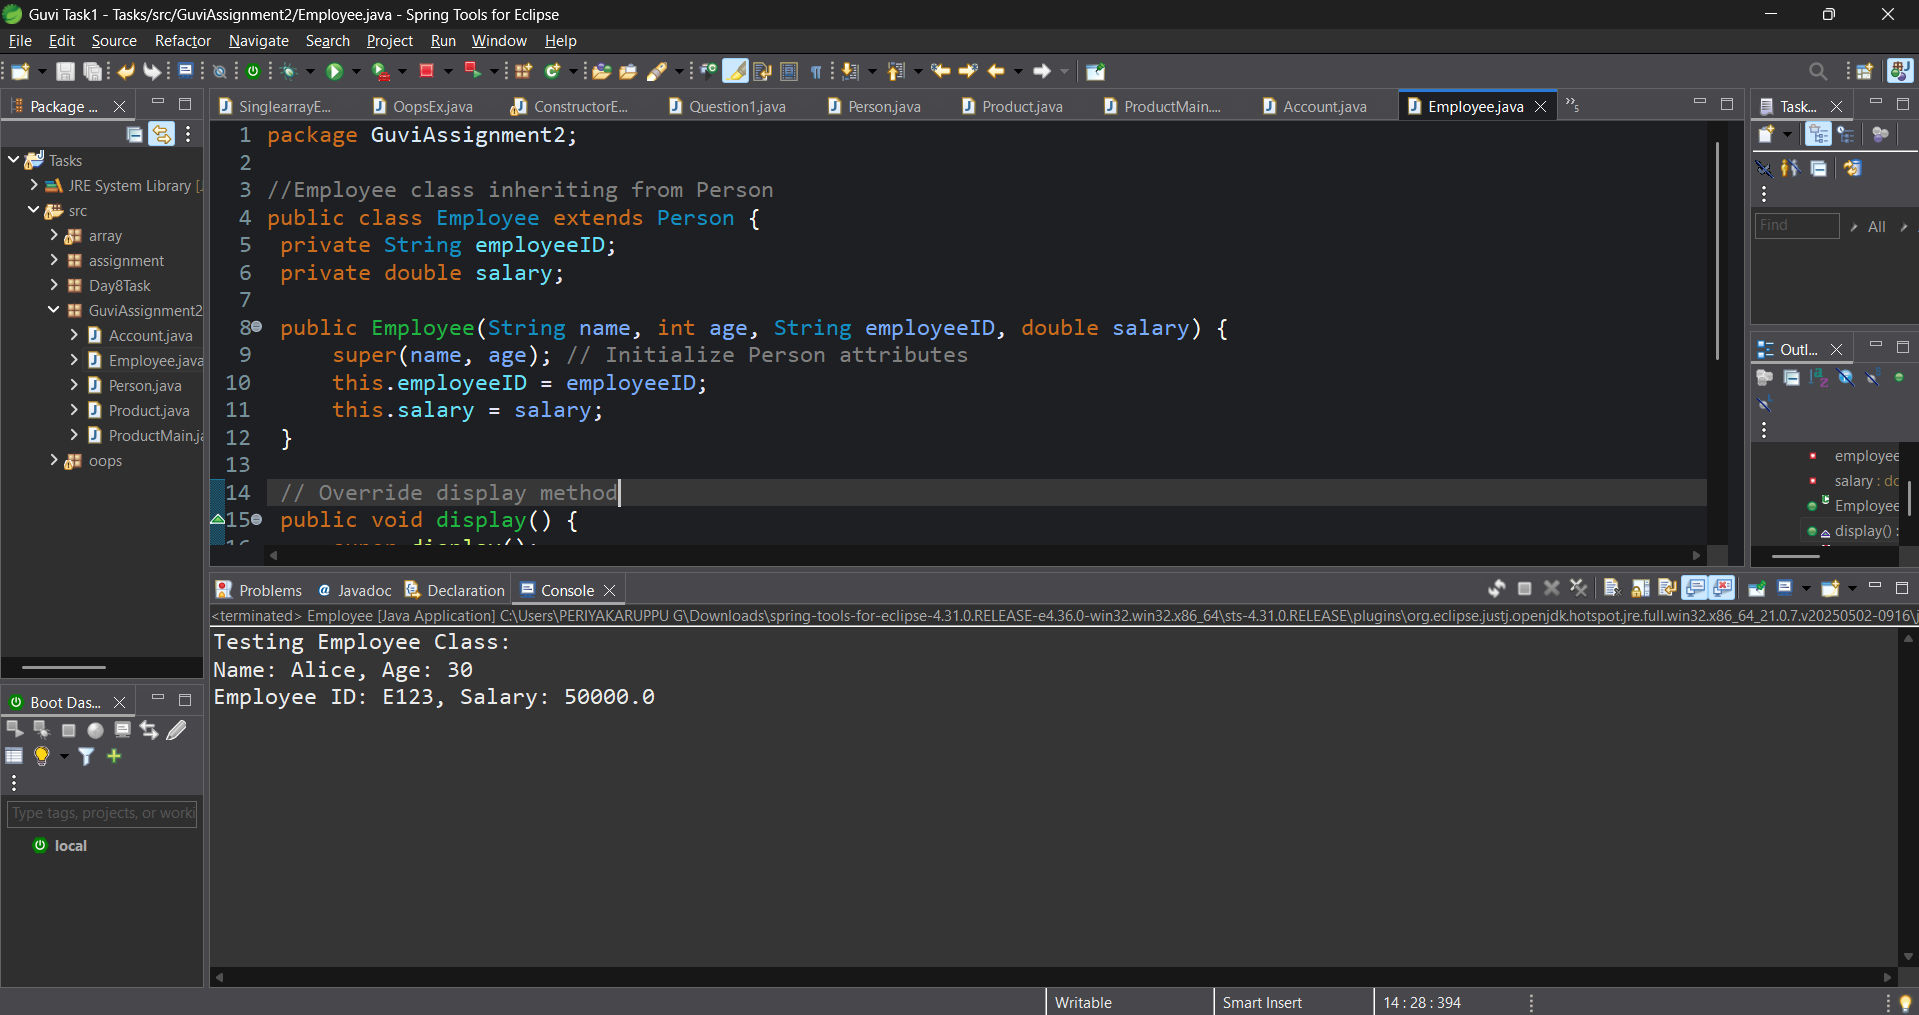 Guvi Task1 - Tasks/src/GuviAssignment2/Employee.java - Spring Tools for Eclipse
File Edit Source Refactor Navigate Search Project Run Window Help
Package ...
SinglearrayE... OopsEx.java ConstructorE... Question1.java Person.java Product.java ProductMain.... Account.java Employee.java »5
Task...
Tasks
JRE System Library [
src
array
assignment
Day8Task
GuviAssignment2
Account.java
Employee.java
Person.java
Product.java
ProductMain.ja
oops
1 package GuviAssignment2;
2
3 //Employee class inheriting from Person
4 public class Employee extends Person {
5 private String employeeID;
6 private double salary;
7
8 public Employee(String name, int age, String employeeID, double salary) {
9 super(name, age); // Initialize Person attributes
10 this.employeeID = employeeID;
11 this.salary = salary;
12 }
13
14 // Override display method
15 public void display() {
16 super.display();
Find All
Outl...
employee
salary : do
Employee
display() :
Problems Javadoc Declaration Console
<terminated> Employee [Java Application] C:\Users\PERIYAKARUPPU G\Downloads\spring-tools-for-eclipse-4.31.0.RELEASE-e4.36.0-win32.win32.x86_64\sts-4.31.0.RELEASE\plugins\org.eclipse.justj.openjdk.hotspot.jre.full.win32.x86_64_21.0.7.v20250502-0916\j
Testing Employee Class:
Name: Alice, Age: 30
Employee ID: E123, Salary: 50000.0
Boot Das...
Type tags, projects, or worki
local
Writable Smart Insert 14 : 28 : 394